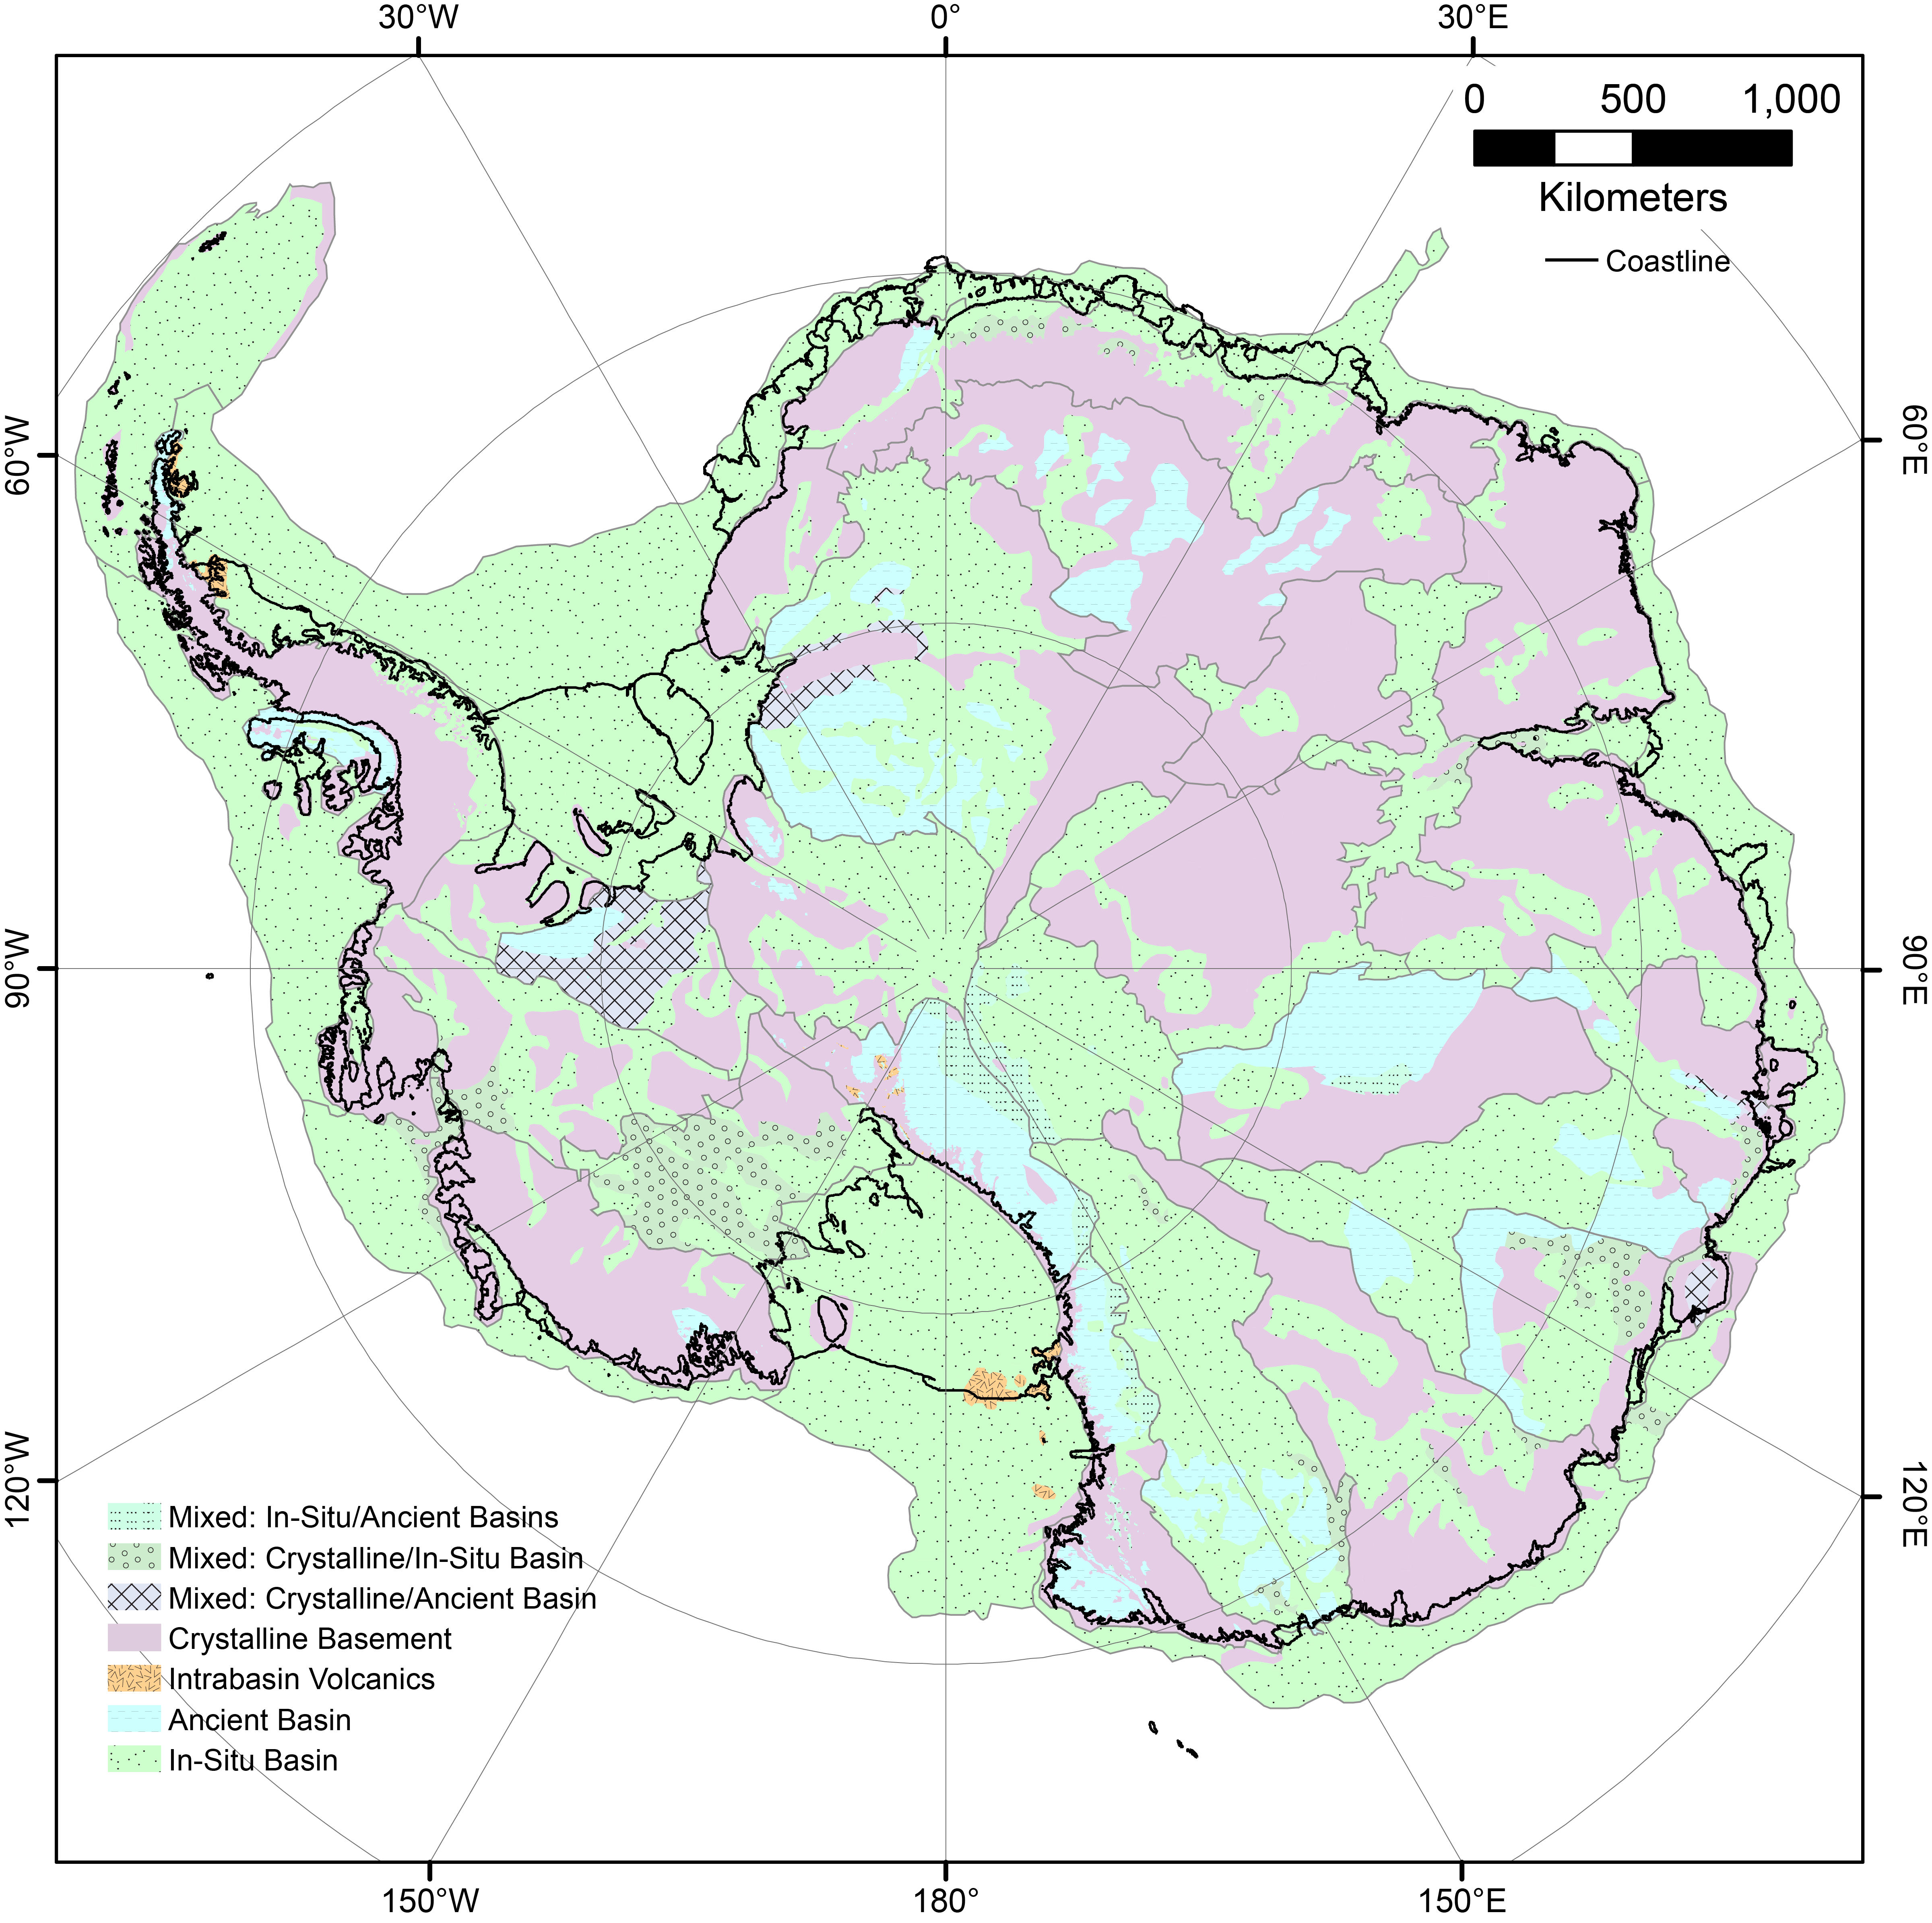 30°W 0° 30°E
0 500 1,000
Kilometers
Coastline
60°W
60°E
90°W
90°E
120°W
120°E
Mixed: In-Situ/Ancient Basins
Mixed: Crystalline/In-Situ Basin
Mixed: Crystalline/Ancient Basin
Crystalline Basement
Intrabasin Volcanics
Ancient Basin
In-Situ Basin
150°W 180° 150°E